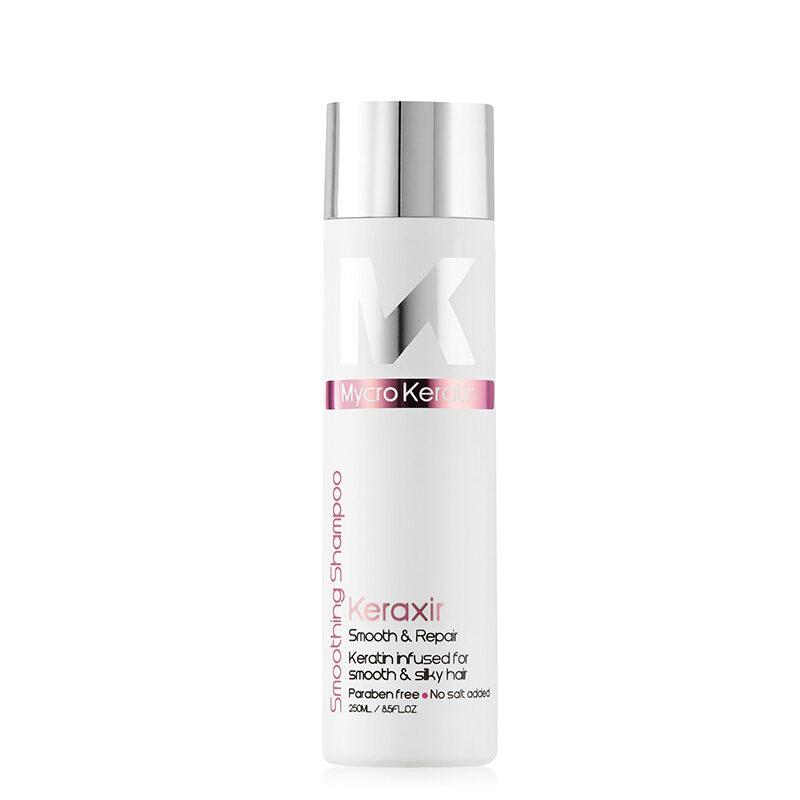 MK
Mycro Keratin
Smoothing Shampoo
Keraxir
Smooth & Repair
Keratin infused for
smooth & silky hair
Paraben free • No salt added
250ML / 8.5FL.OZ